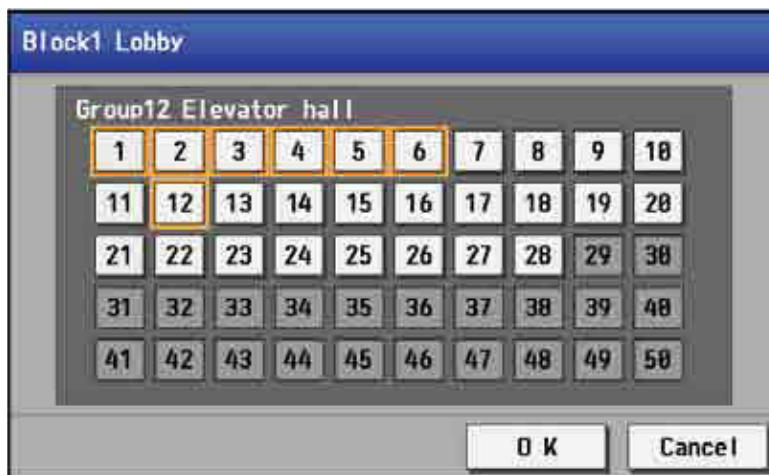 Block1 Lobby
Group12 Elevator hall
1 2 3 4 5 6 7 8 9 10
11 12 13 14 15 16 17 18 19 20
21 22 23 24 25 26 27 28 29 30
31 32 33 34 35 36 37 38 39 40
41 42 43 44 45 46 47 48 49 50
O K Cancel